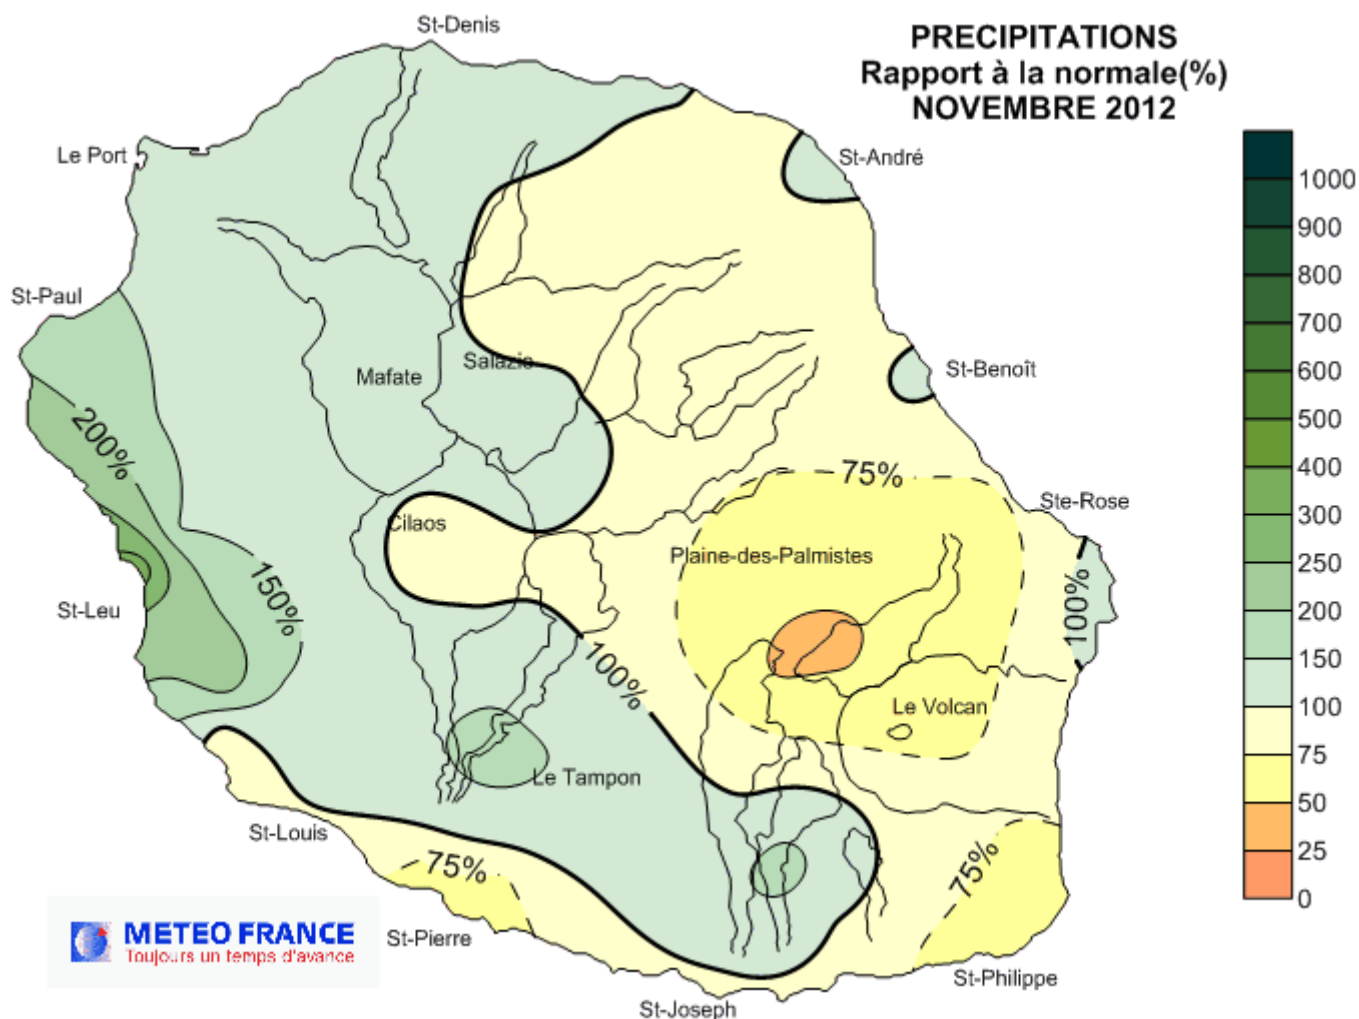 PRECIPITATIONS
Rapport à la normale(%)
NOVEMBRE 2012
St-Denis
Le Port
St-André
St-Paul
Mafate
Salazie
St-Benoît
200%
75%
Cilaos
Ste-Rose
Plaine-des-Palmistes
150%
100%
St-Leu
100%
Le Volcan
Le Tampon
St-Louis
75%
75%
St-Pierre
St-Philippe
St-Joseph
1000
900
800
700
600
500
400
300
250
200
150
100
75
50
25
0
METEO FRANCE
Toujours un temps d'avance